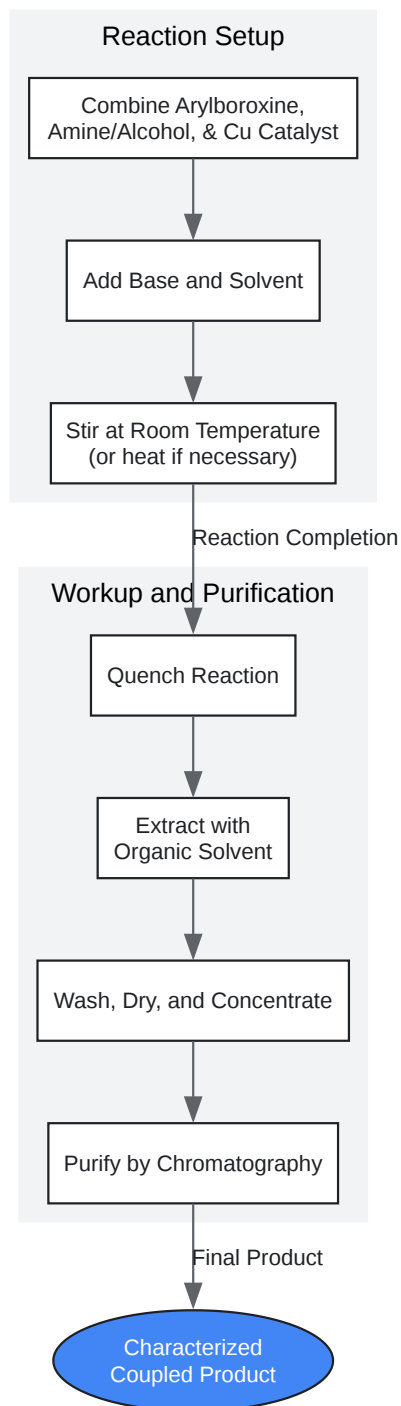 Reaction Setup
Combine Arylboroxine,
Amine/Alcohol, & Cu Catalyst
Add Base and Solvent
Stir at Room Temperature
(or heat if necessary)
Reaction Completion
Workup and Purification
Quench Reaction
Extract with
Organic Solvent
Wash, Dry, and Concentrate
Purify by Chromatography
Final Product
Characterized
Coupled Product